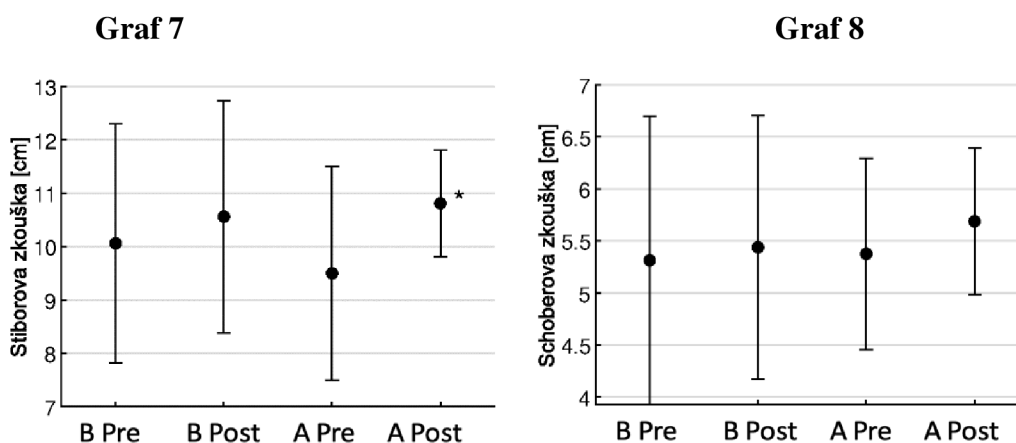 Graf 7
Stiborova zkouška [cm]
13
12
11
10
9
8
7
*
B Pre B Post A Pre A Post
Graf 8
Schoberova zkouška [cm]
7
6.5
6
5.5
5
4.5
4
B Pre B Post A Pre A Post